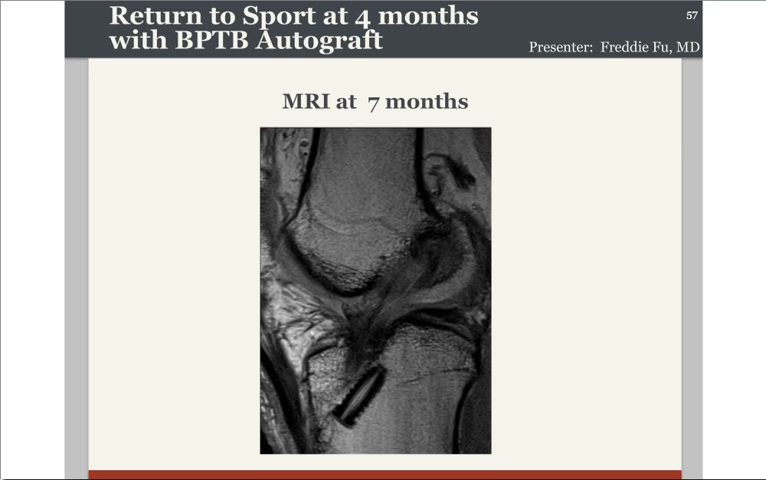 Return to Sport at 4 months
with BPTB Autograft
57
Presenter: Freddie Fu, MD
MRI at 7 months